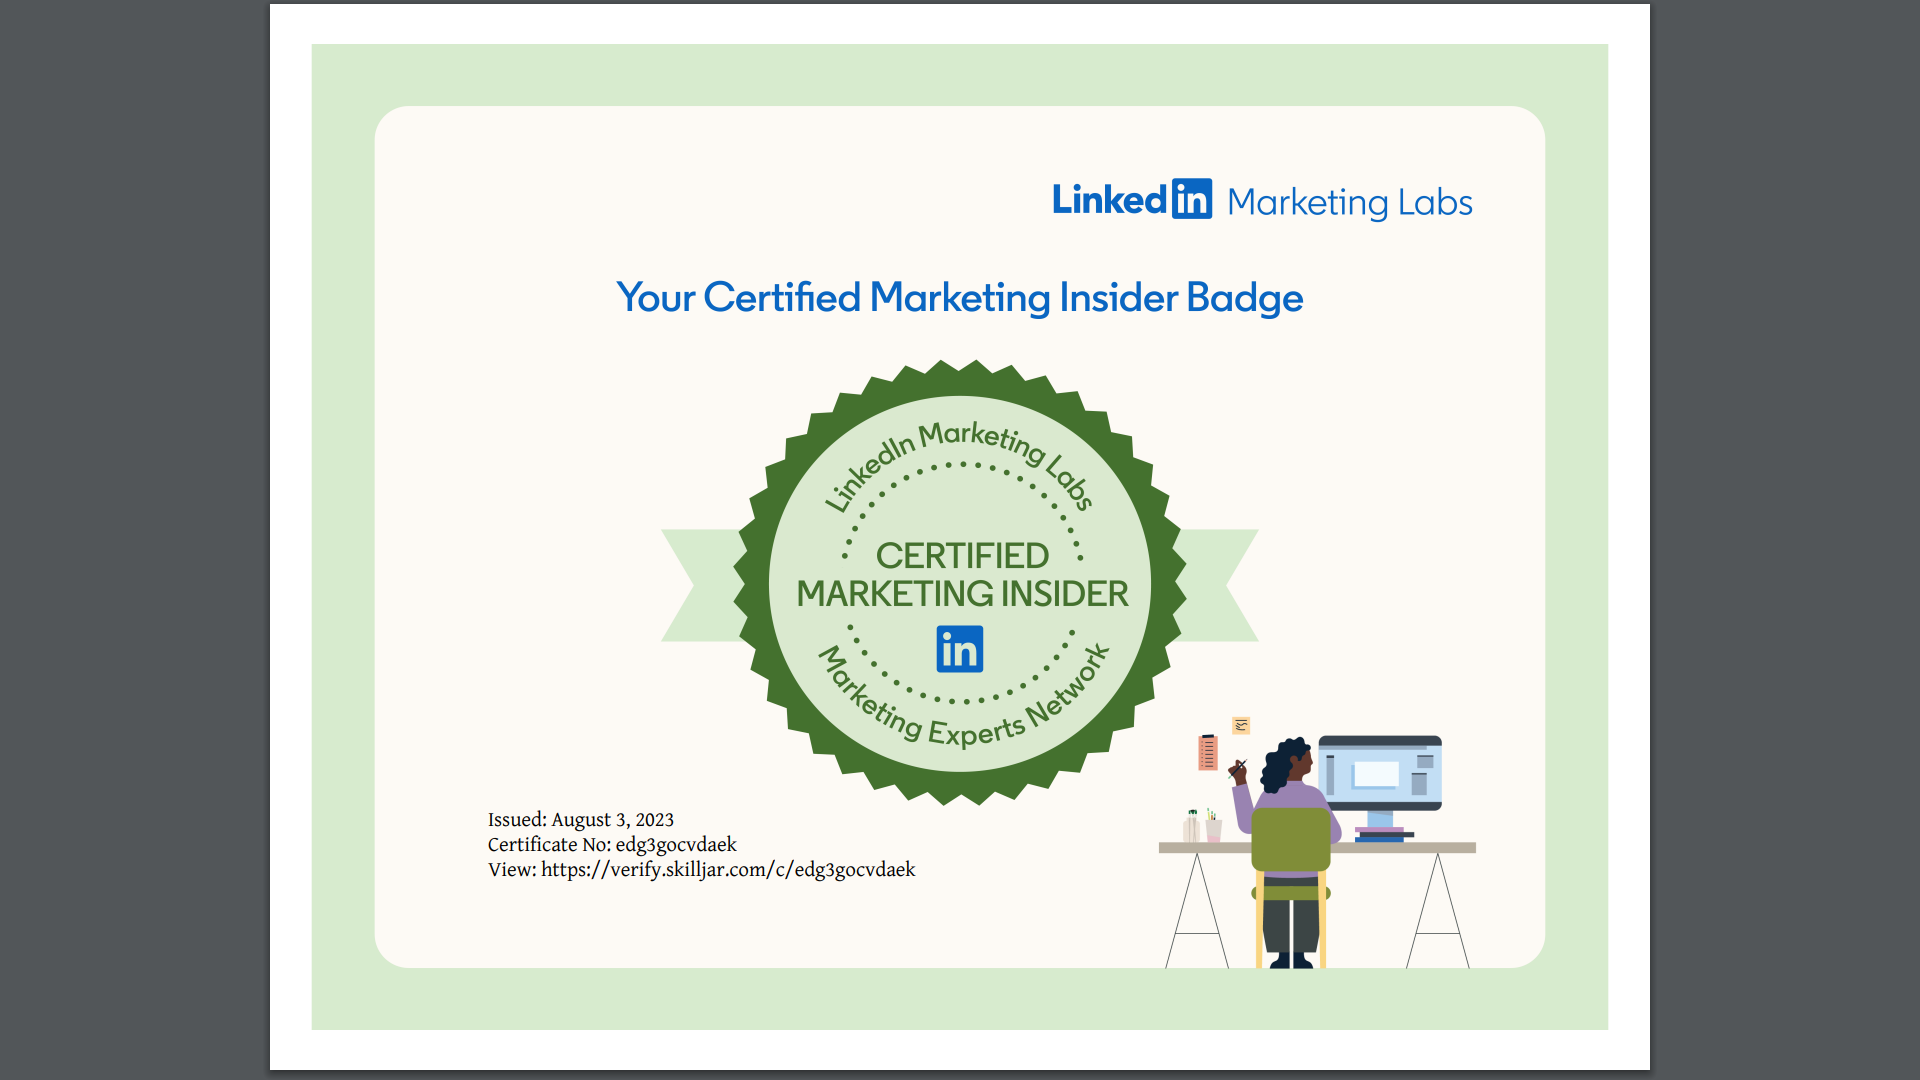 Linkedin Marketing Labs
Your Certified Marketing Insider Badge
LinkedIn Marketing Labs
CERTIFIED
MARKETING INSIDER
in
Marketing Experts Network
Issued: August 3, 2023
Certificate No: edg3gocvdaek
View: https://verify.skilljar.com/c/edg3gocvdaek